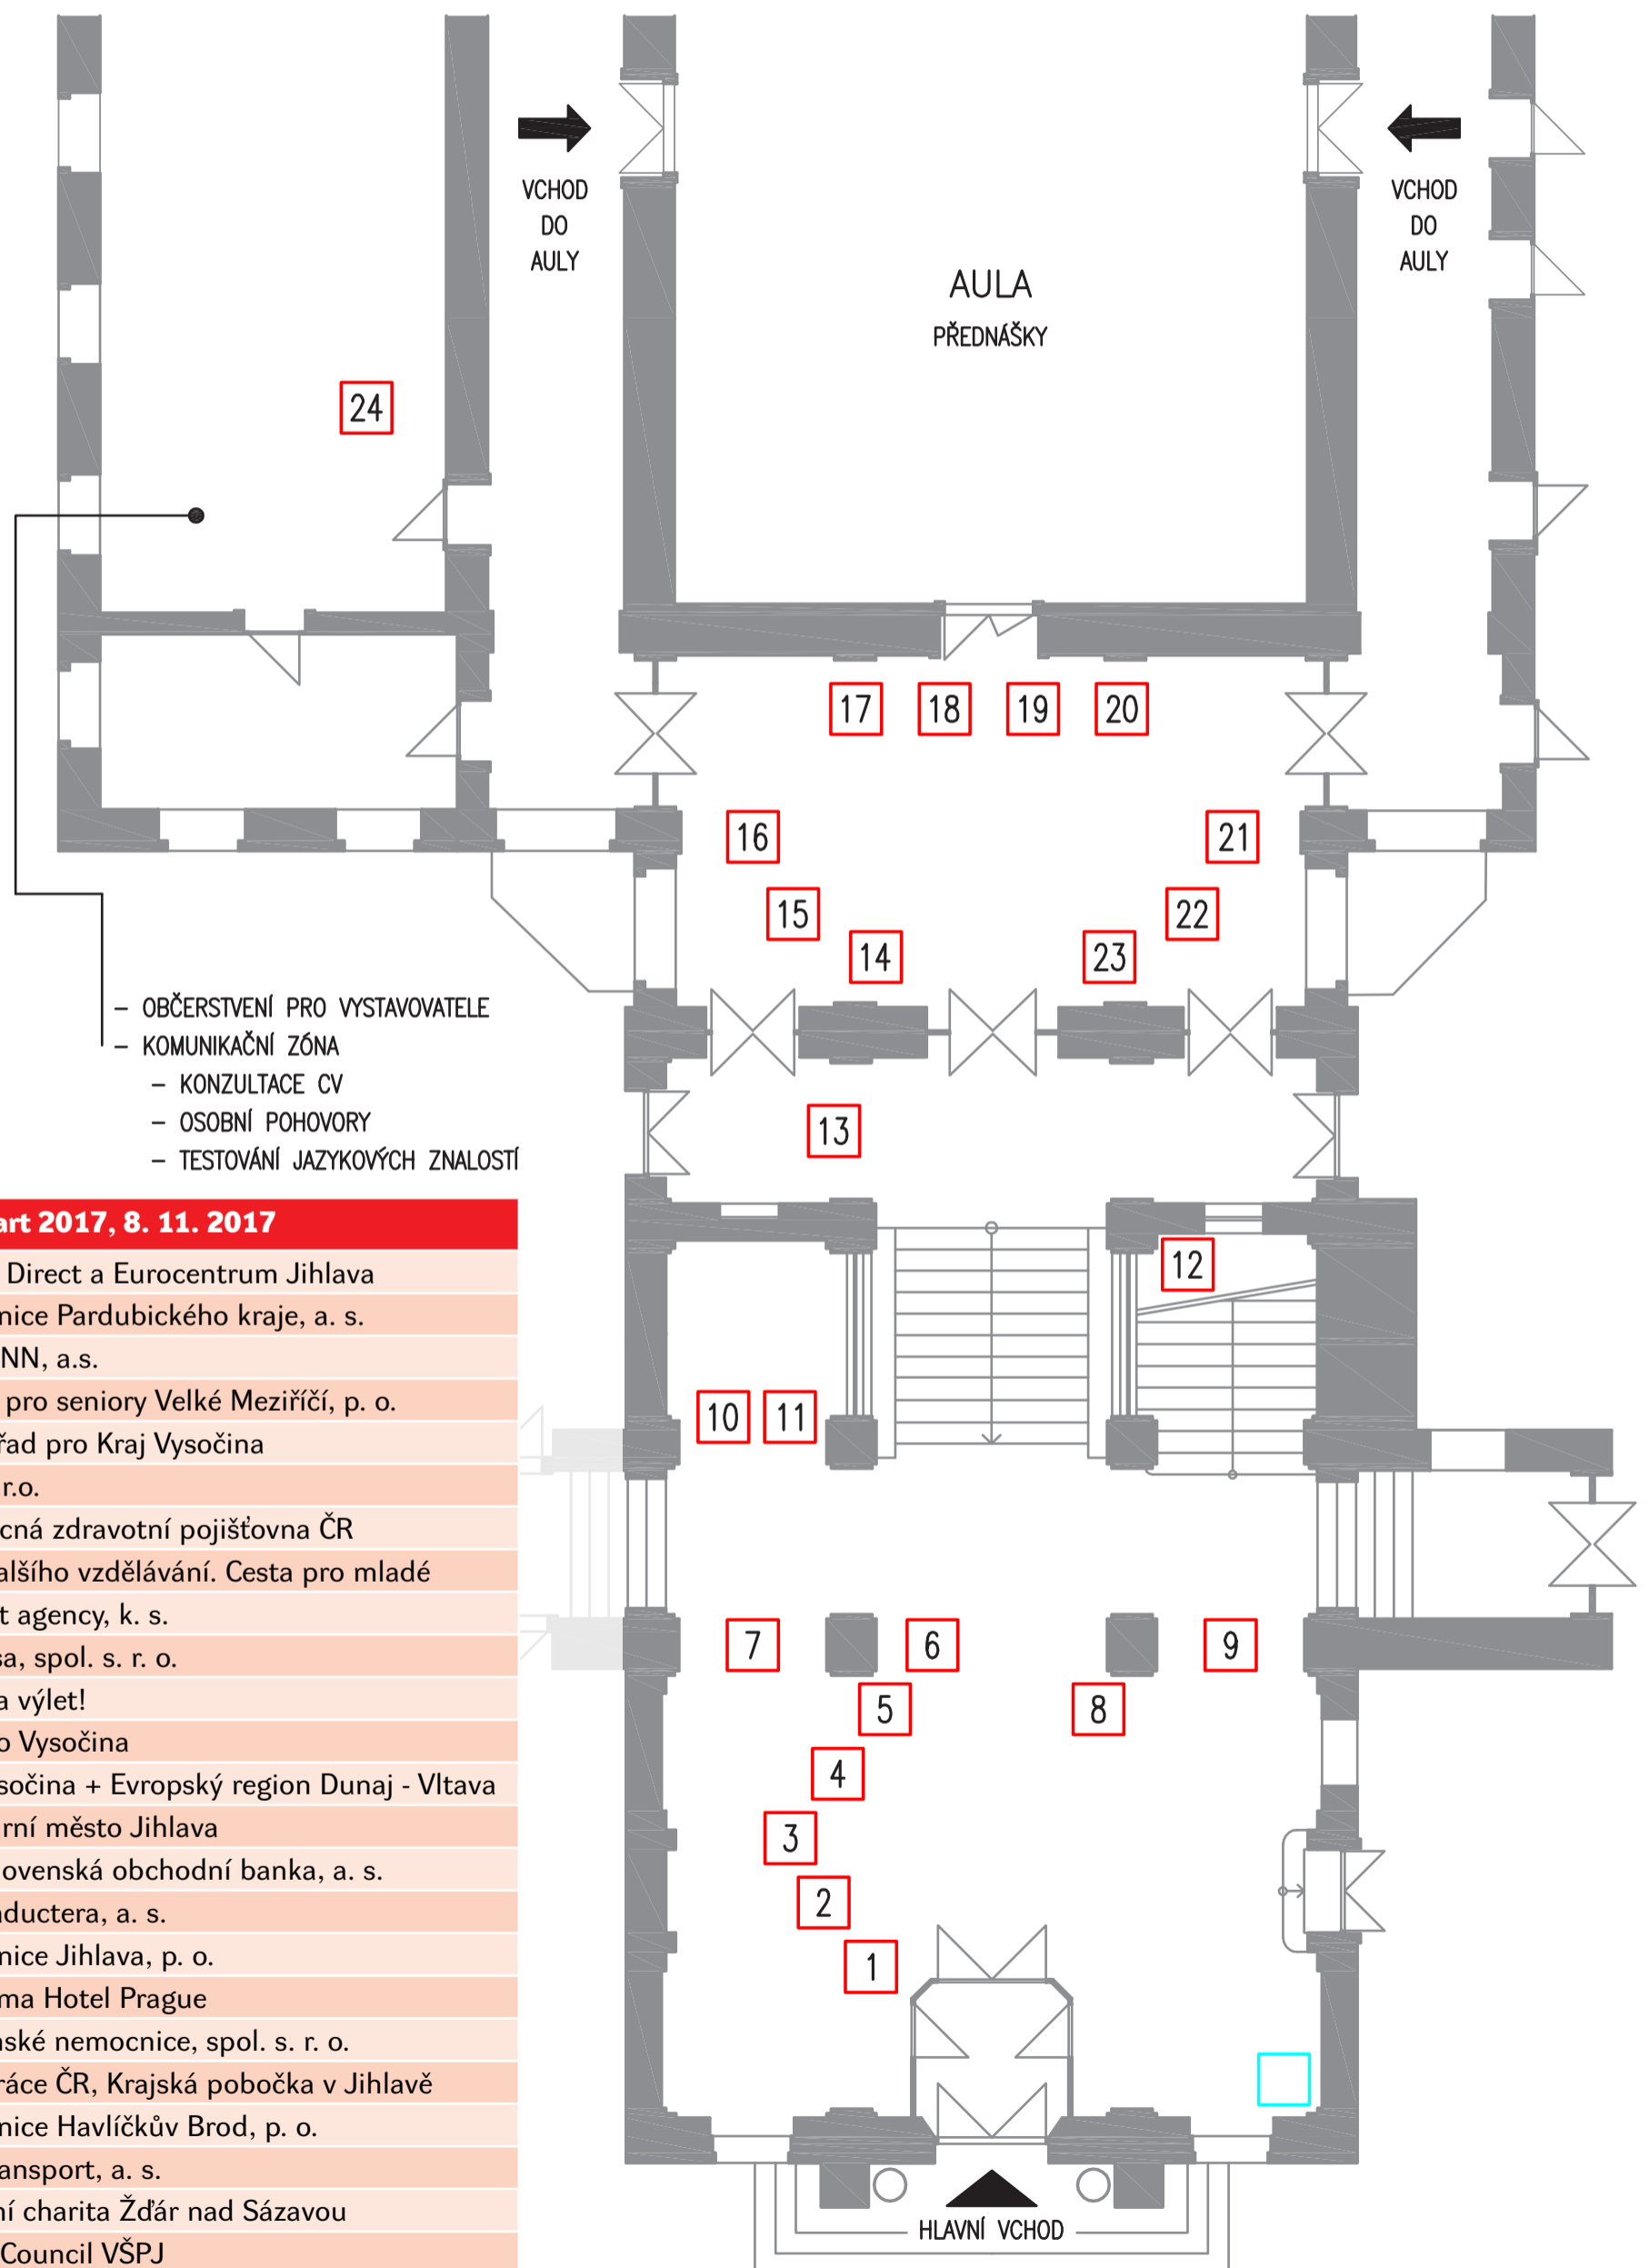 VCHOD
DO
AULY
VCHOD
DO
AULY
AULA
PŘEDNÁŠKY
24
17
18
19
20
16
21
15
22
14
23
– OBČERSTVENÍ PRO VYSTAVOVATELE
– KOMUNIKAČNÍ ZÓNA
– KONZULTACE CV
– OSOBNÍ POHOVORY
– TESTOVÁNÍ JAZYKOVÝCH ZNALOSTÍ
13
12
10
11
7
6
9
5
8
4
3
2
1
HLAVNÍ VCHOD
art 2017, 8. 11. 2017
Direct a Eurocentrum Jihlava
nice Pardubického kraje, a. s.
NN, a.s.
pro seniory Velké Meziříčí, p. o.
řad pro Kraj Vysočina
r.o.
cná zdravotní pojišťovna ČR
alšího vzdělávání. Cesta pro mladé
t agency, k. s.
sa, spol. s. r. o.
a výlet!
o Vysočina
sočina + Evropský region Dunaj - Vltava
rní město Jihlava
ovenská obchodní banka, a. s.
nductera, a. s.
nice Jihlava, p. o.
ma Hotel Prague
nské nemocnice, spol. s. r. o.
ráce ČR, Krajská pobočka v Jihlavě
nice Havlíčkův Brod, p. o.
ansport, a. s.
ní charita Žďár nad Sázavou
Council VŠPJ